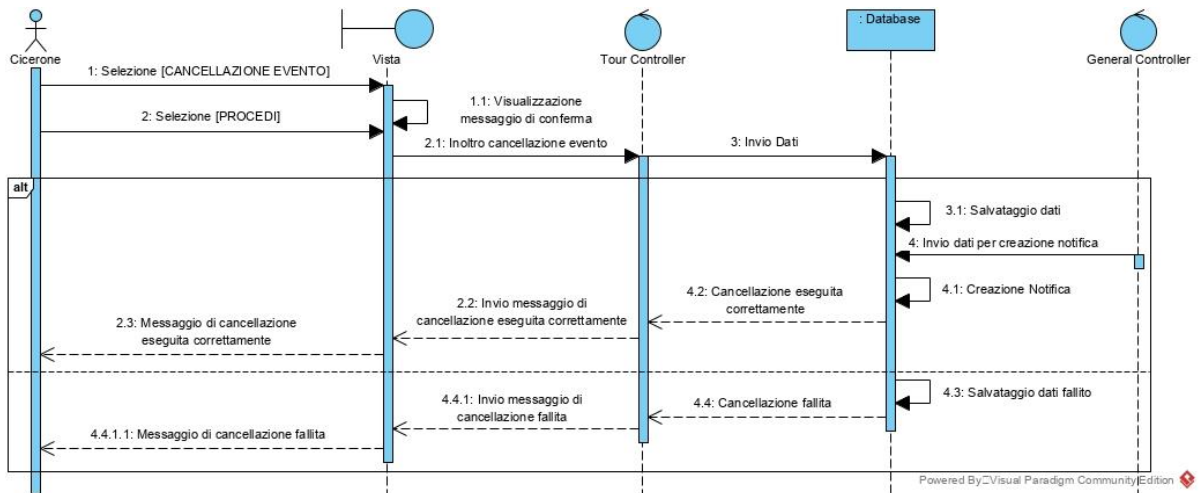 Cicerone
Vista
Tour Controller
: Database
General Controller
1: Selezione [CANCELLAZIONE EVENTO]
1.1: Visualizzazione
messaggio di conferma
2: Selezione [PROCEDI]
2.1: Inoltro cancellazione evento
3: Invio Dati
alt
3.1: Salvataggio dati
4: Invio dati per creazione notifica
4.1: Creazione Notifica
4.2: Cancellazione eseguita
correttamente
2.2: Invio messaggio di
cancellazione eseguita correttamente
2.3: Messaggio di cancellazione
eseguita correttamente
4.3: Salvataggio dati fallito
4.4: Cancellazione fallita
4.4.1: Invio messaggio di
cancellazione fallita
4.4.1.1: Messaggio di cancellazione fallita
Powered By Visual Paradigm Community Edition